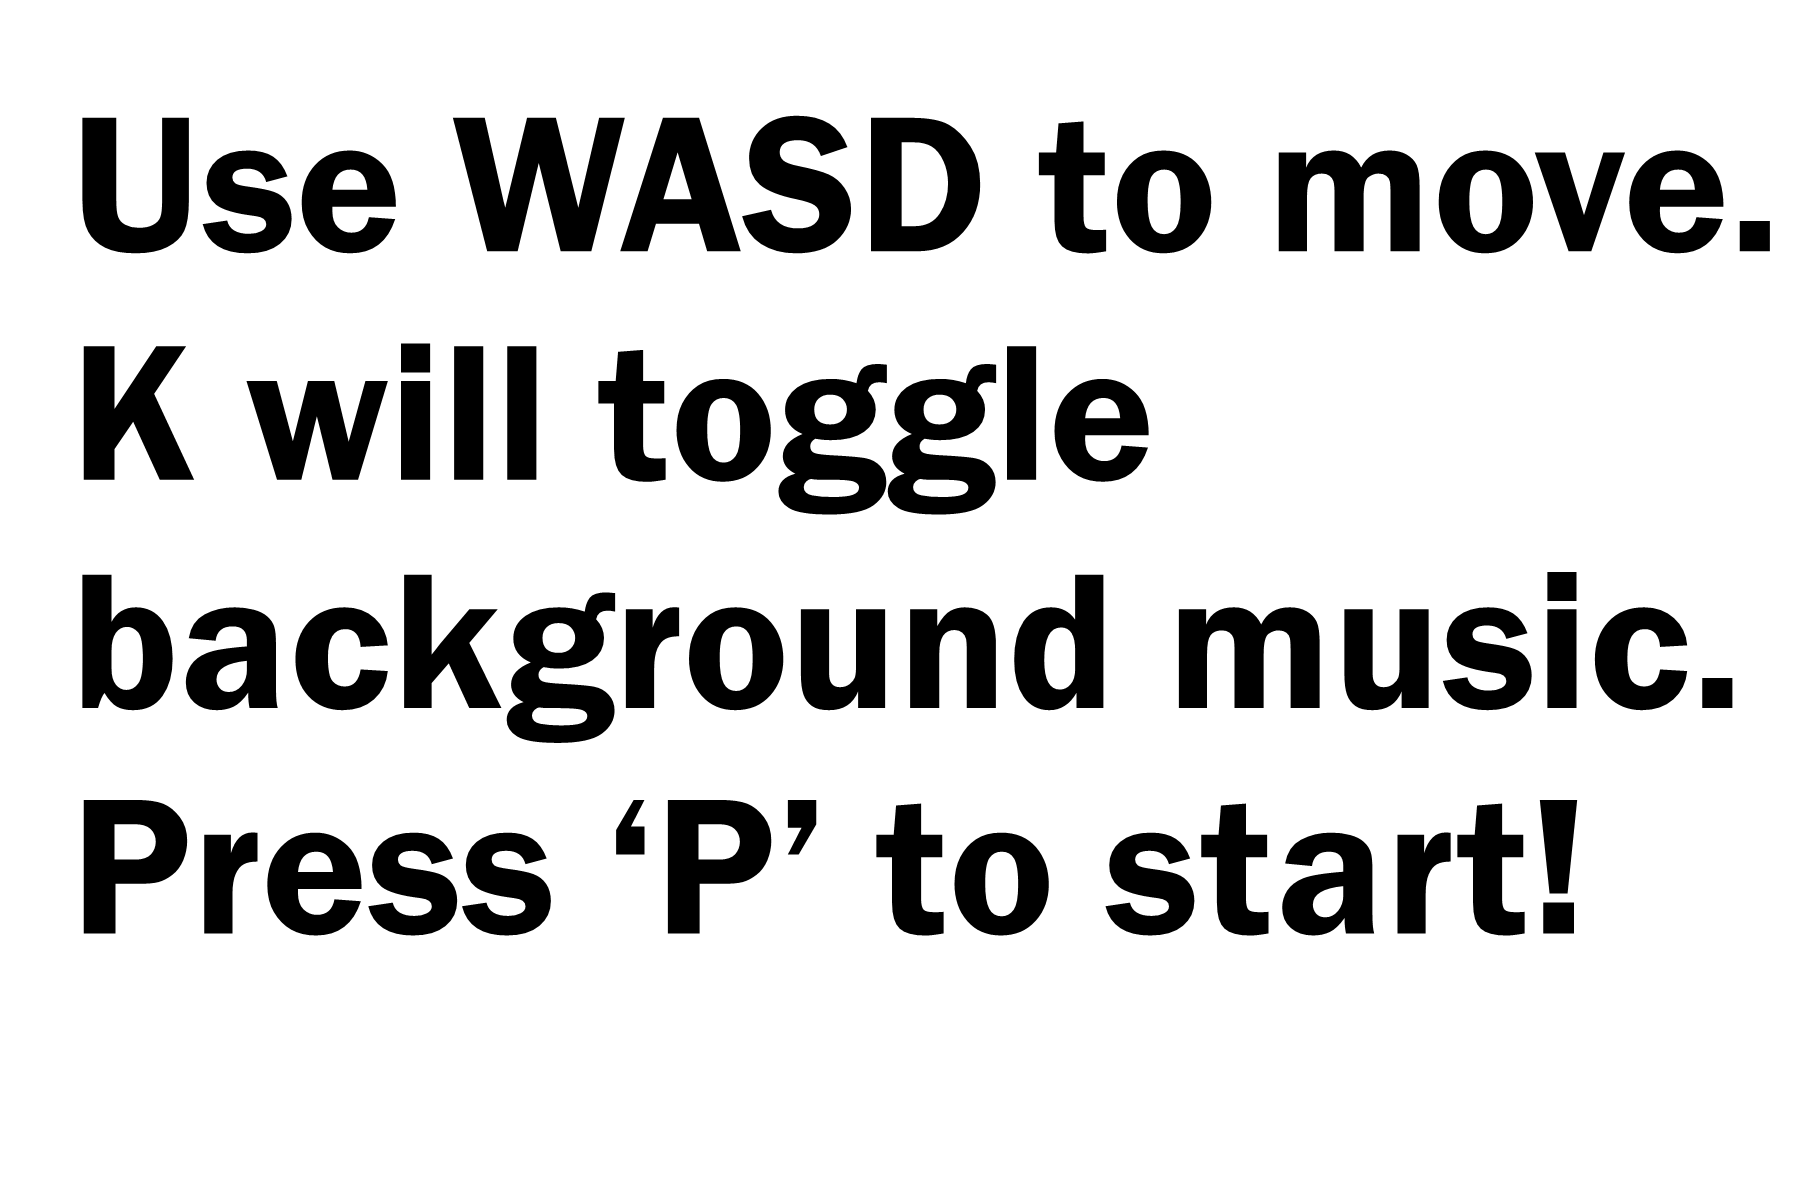 Use WASD to move.
K will toggle
background music.
Press ‘P’ to start!